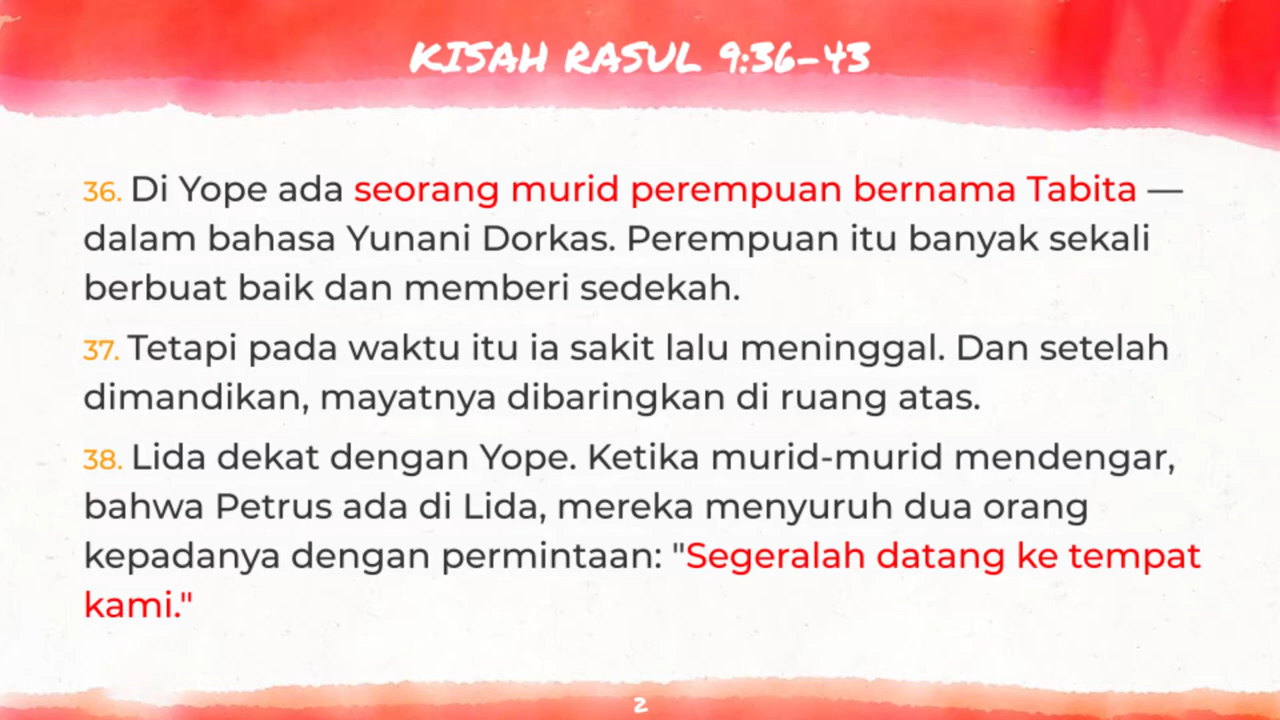 KISAH RASUL 9:36-43
36. Di Yope ada seorang murid perempuan bernama Tabita —
dalam bahasa Yunani Dorkas. Perempuan itu banyak sekali
berbuat baik dan memberi sedekah.
37. Tetapi pada waktu itu ia sakit lalu meninggal. Dan setelah
dimandikan, mayatnya dibaringkan di ruang atas.
38. Lida dekat dengan Yope. Ketika murid-murid mendengar,
bahwa Petrus ada di Lida, mereka menyuruh dua orang
kepadanya dengan permintaan: "Segeralah datang ke tempat
kami."
2